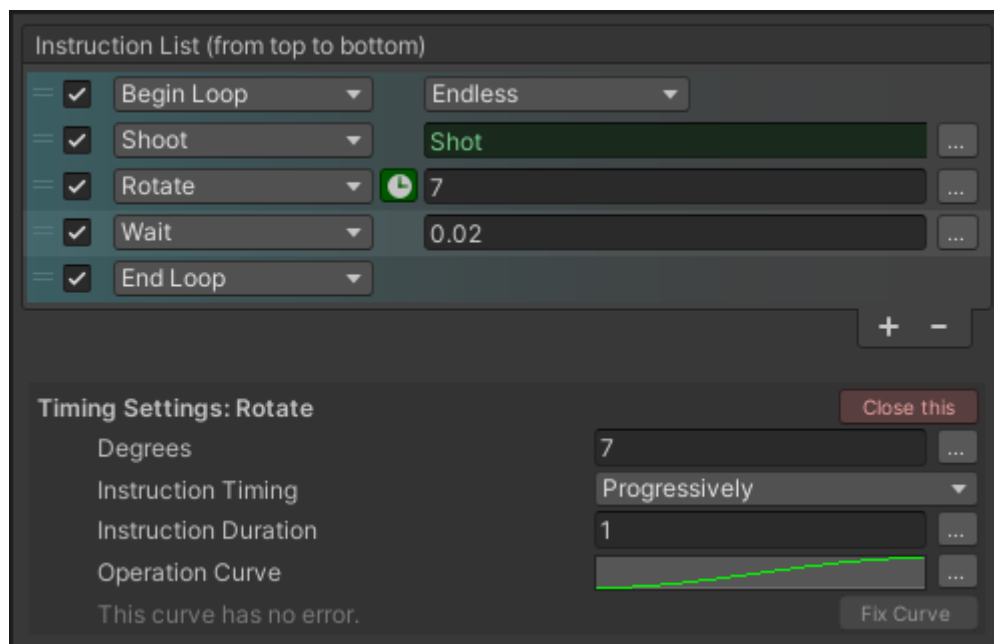 Instruction List (from top to bottom)
Begin Loop Endless
Shoot Shot ...
Rotate 7 ...
Wait 0.02 ...
End Loop
+ -
Timing Settings: Rotate Close this
Degrees 7 ...
Instruction Timing Progressively
Instruction Duration 1 ...
Operation Curve ...
This curve has no error. Fix Curve